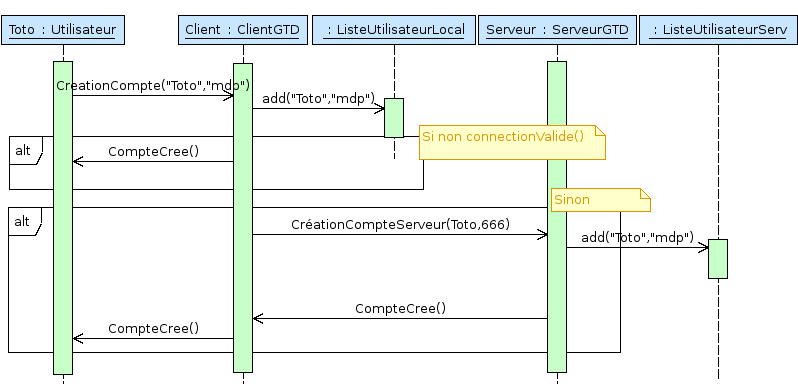 Toto : Utilisateur
Client : ClientGTD
: ListeUtilisateurLocal
Serveur : ServeurGTD
: ListeUtilisateurServ
CreationCompte("Toto","mdp")
add("Toto","mdp")
Si non connectionValide()
alt
CompteCree()
Sinon
alt
CréationCompteServeur(Toto,666)
add("Toto","mdp")
CompteCree()
CompteCree()